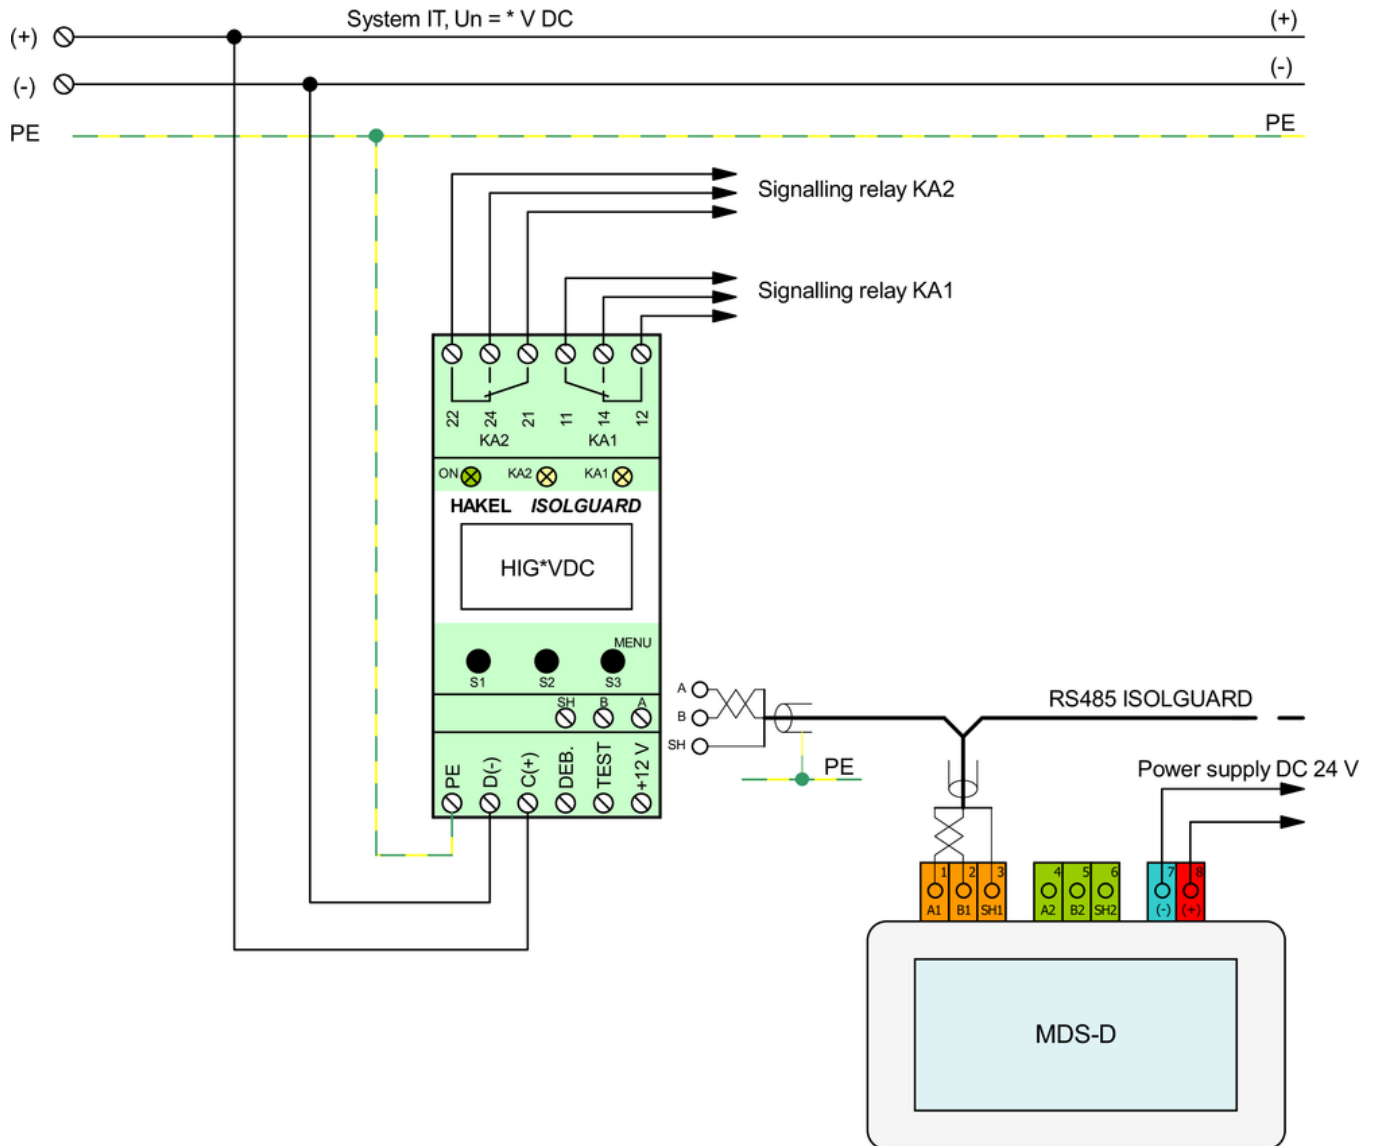 System IT, Un = * V DC
(+) (+)
(-) (-)
PE PE
Signalling relay KA2
Signalling relay KA1
22 24 21 11 14 12
KA2 KA1
ON KA2 KA1
HAKEL ISOLGUARD
HIG*VDC
MENU
S1 S2 S3
SH B A
PE D(-) C(+) DEB. TEST +12 V
A
B
SH
PE
RS485 ISOLGUARD
Power supply DC 24 V
1 2 3 4 5 6 7 8
A1 B1 SH1 A2 B2 SH2 (-) (+)
MDS-D